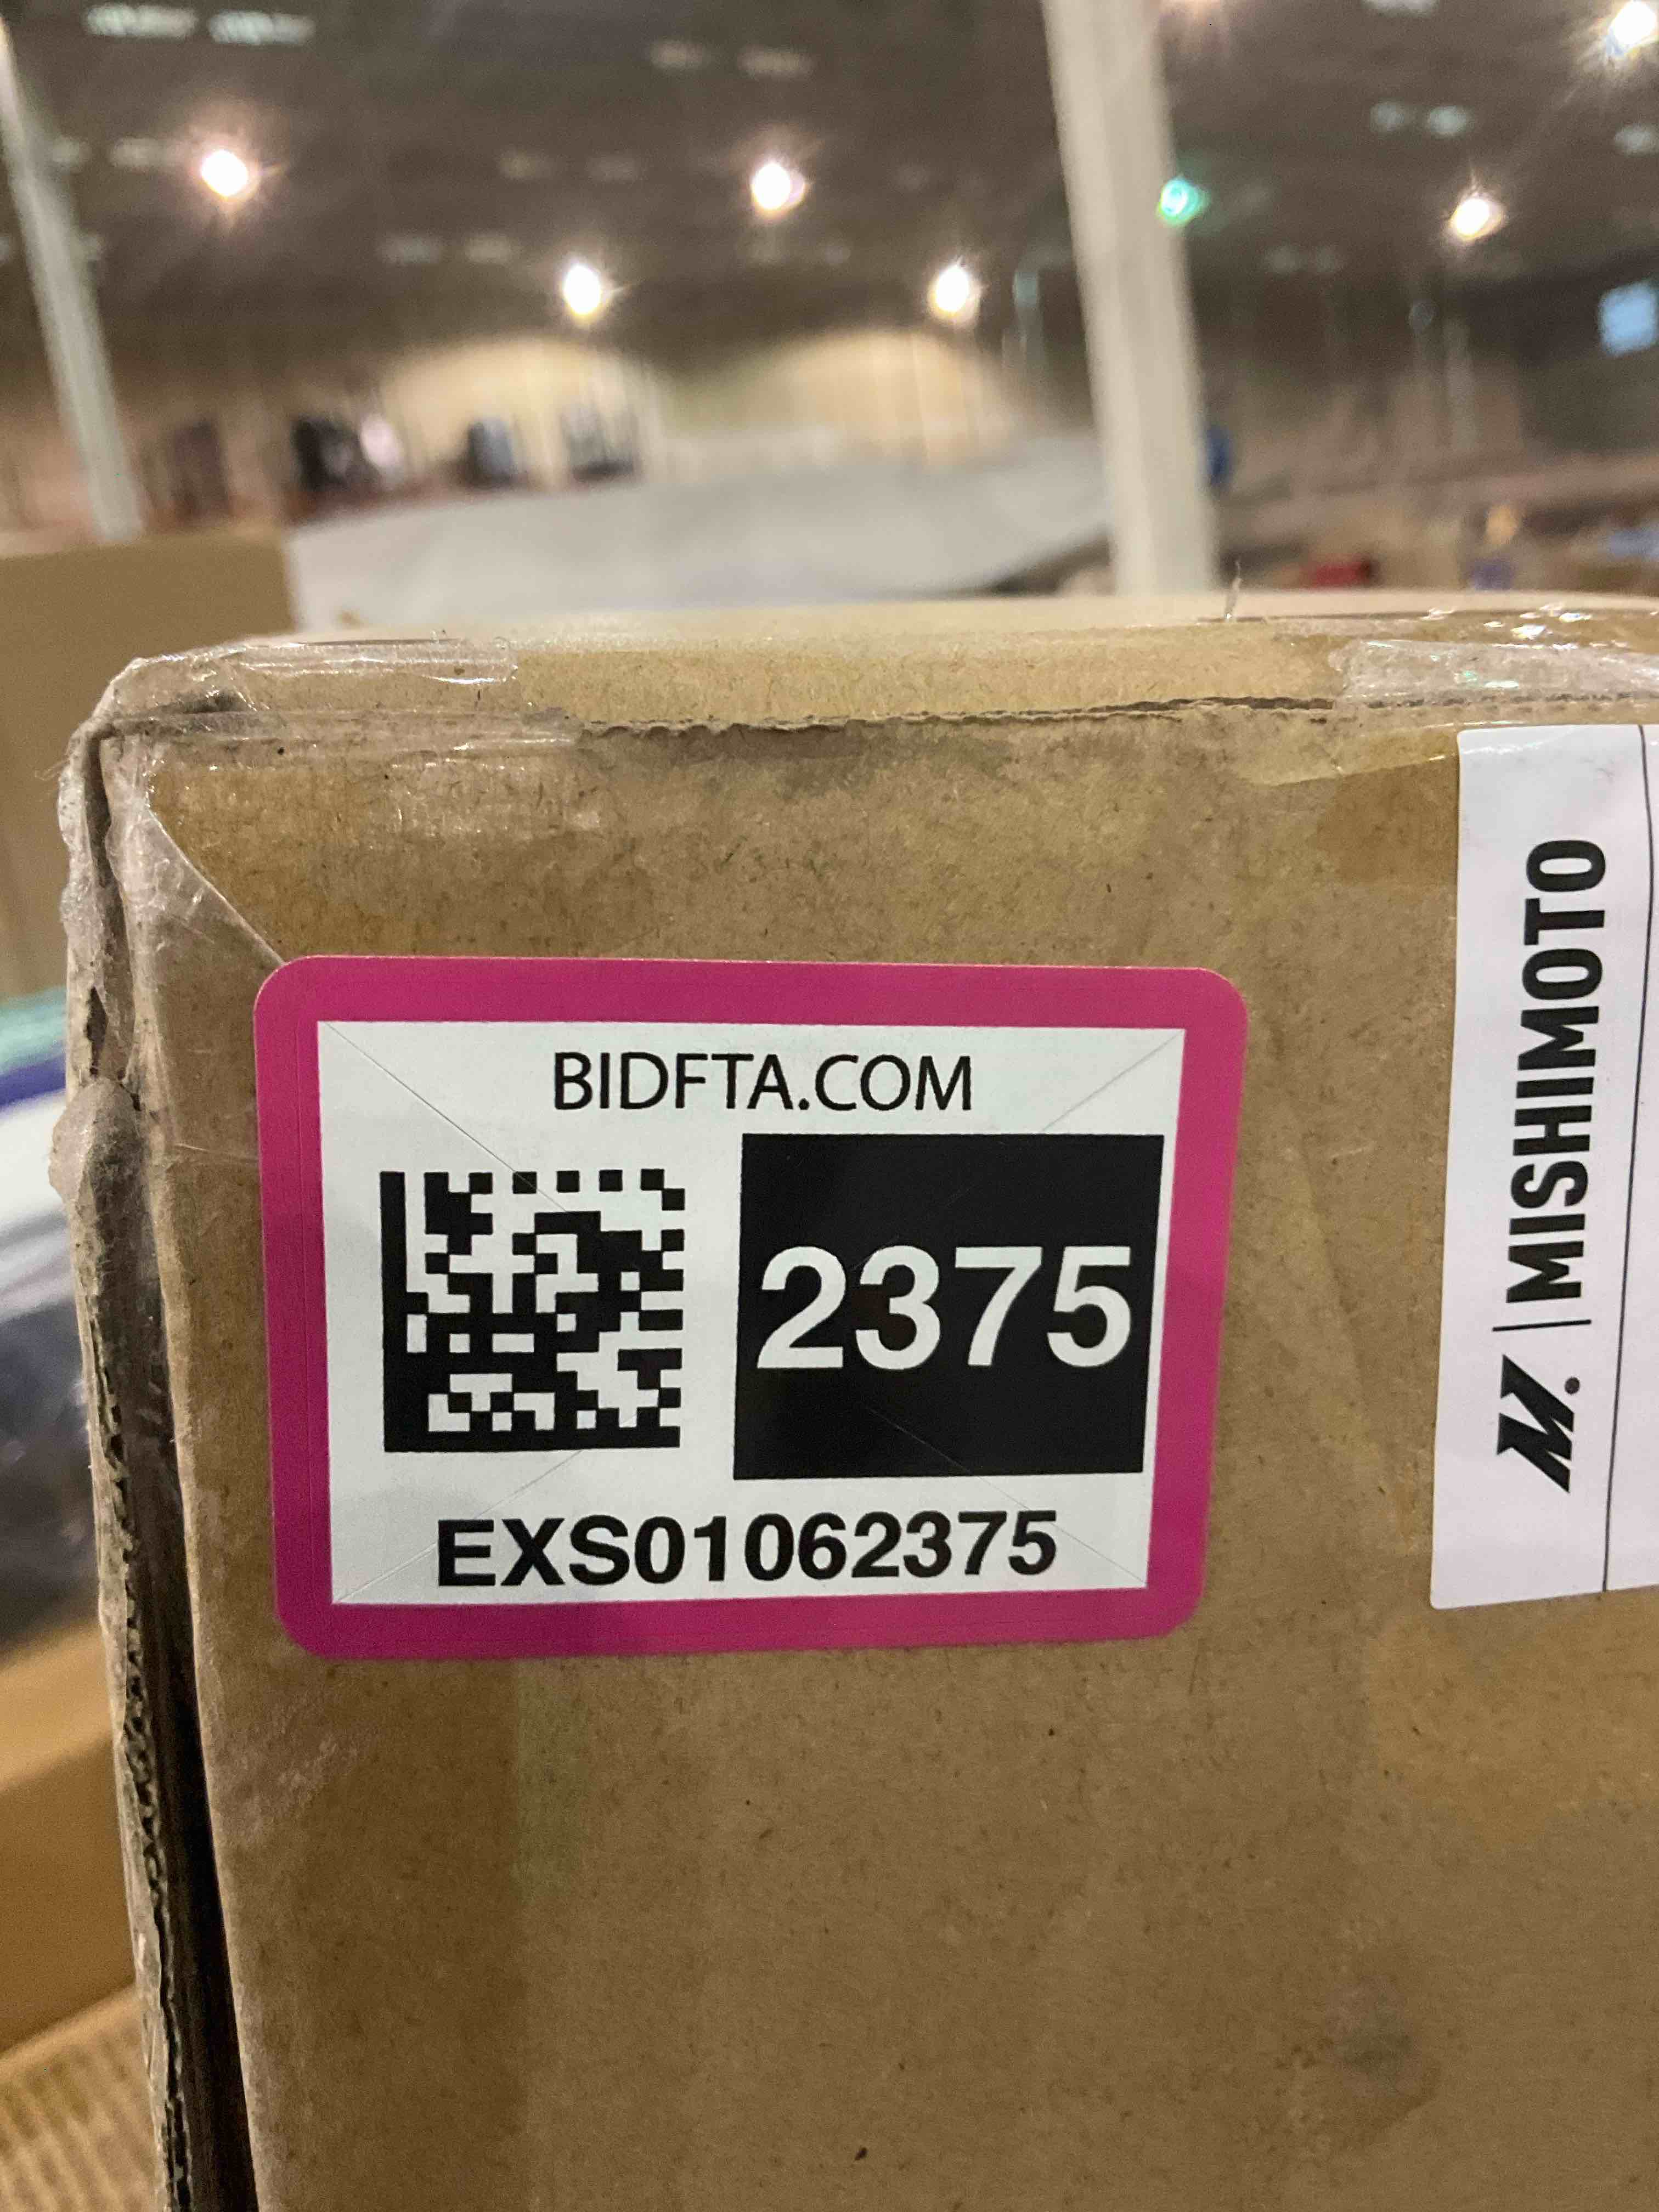 BIDFTA.COM
2375
EXS01062375
M. | MISHIMOTO